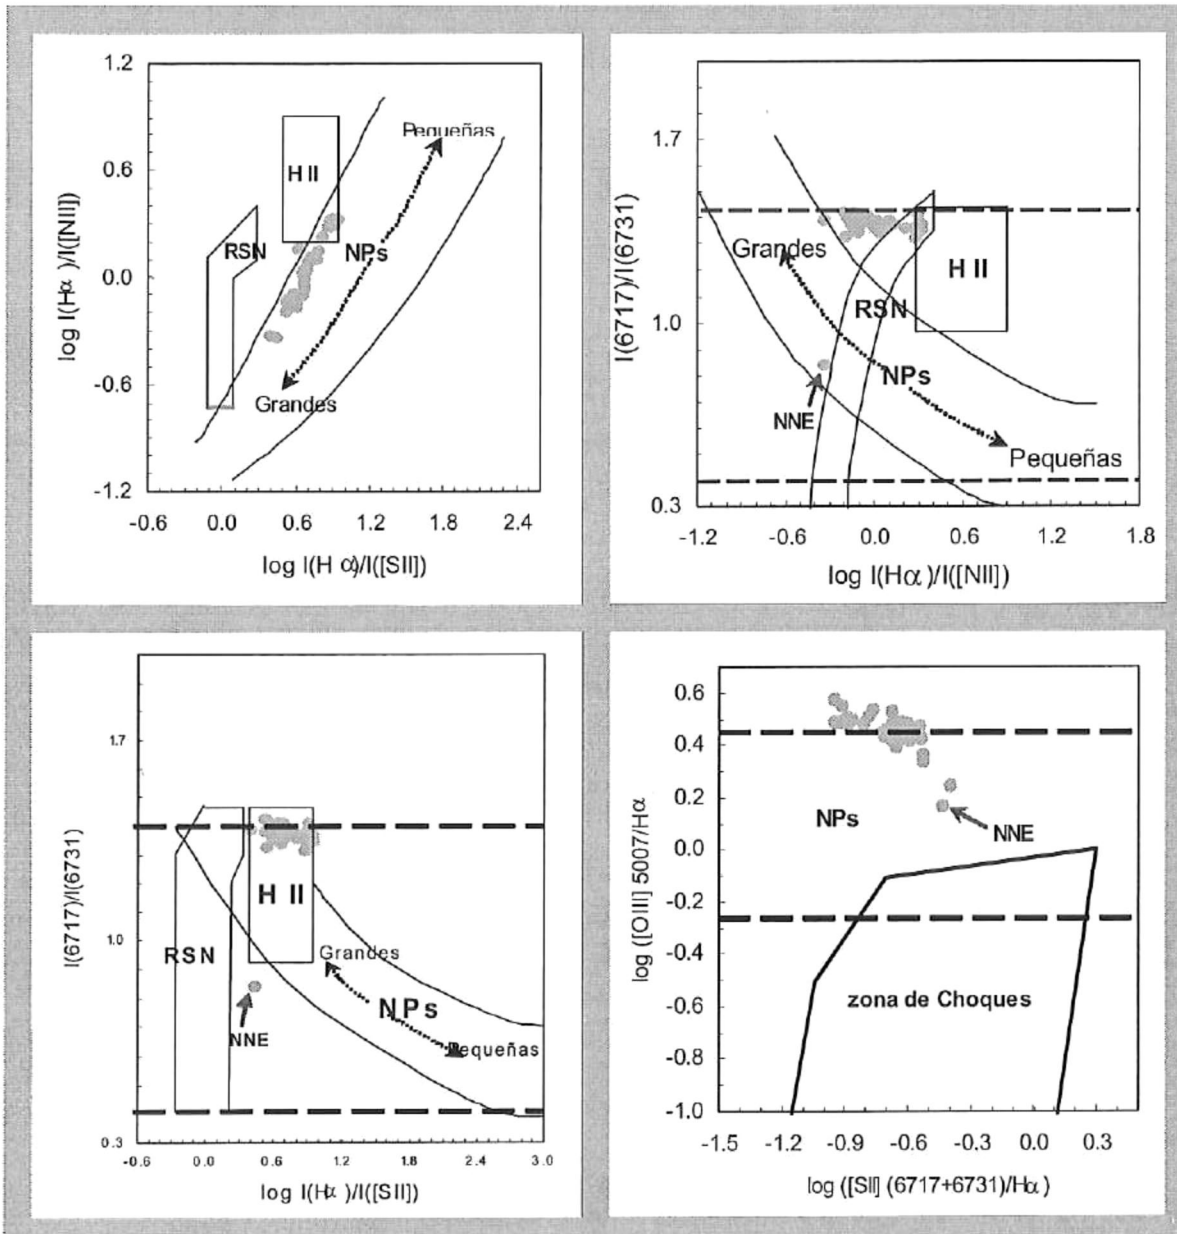 1.2
0.6
0.0
-0.6
-1.2
log I(Hα)/I([NII])
Pequeñas
H II
RSN
NPs
Grandes
-0.6
0.0
0.6
1.2
1.8
2.4
log I(H α)/I([SII])
1.7
1.0
0.3
I(6717)/I(6731)
Grandes
H II
RSN
NPs
NNE
Pequeñas
-1.2
-0.6
0.0
0.6
1.2
1.8
log I(Hα)/I([NII])
1.7
1.0
0.3
I(6717)/I(6731)
H II
RSN
Grandes
NPs
NNE
Pequeñas
-0.6
0.0
0.6
1.2
1.8
2.4
3.0
log I(Hα)/I([SII])
0.6
0.4
0.2
0.0
-0.2
-0.4
-0.6
-0.8
-1.0
log ([OIII] 5007/Hα
NPs
NNE
zona de Choques
-1.5
-0.9
-0.6
0.0
0.3
log ([SII] (6717+6731)/Hα)